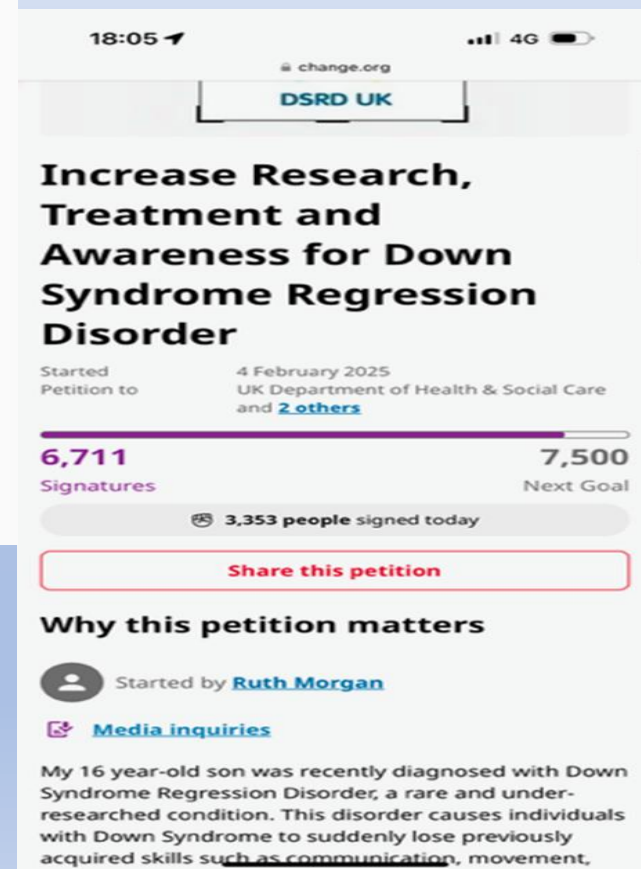 18:05
4G
change.org
DSRD UK
Increase Research,
Treatment and
Awareness for Down
Syndrome Regression
Disorder
Started 4 February 2025
Petition to UK Department of Health & Social Care
and 2 others
6,711 7,500
Signatures Next Goal
3,353 people signed today
Share this petition
Why this petition matters
Started by Ruth Morgan
Media inquiries
My 16 year-old son was recently diagnosed with Down
Syndrome Regression Disorder, a rare and under-
researched condition. This disorder causes individuals
with Down Syndrome to suddenly lose previously
acquired skills such as communication, movement,